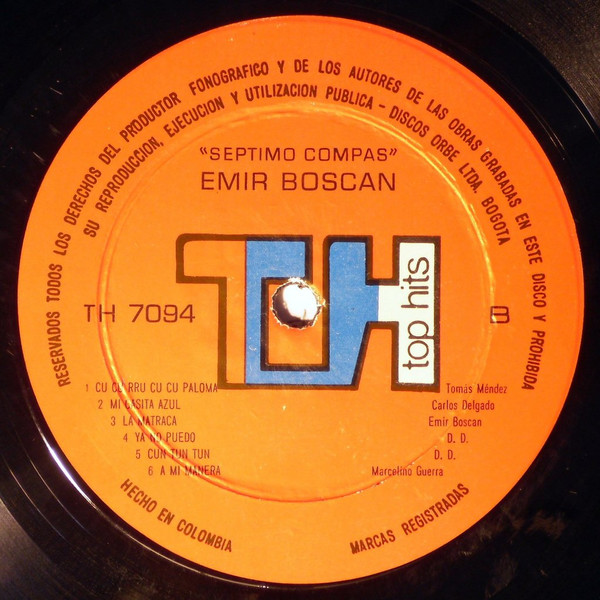 RESERVADOS TODOS LOS DERECHOS DEL PRODUCTOR FONOGRAFICO Y DE LOS AUTORES DE LAS OBRAS GRABADAS EN ESTE DISCO Y PROHIBIDA
SU REPRODUCCION, EJECUCION Y UTILIZACION PUBLICA - DISCOS ORBE LTDA. BOGOTA
"SEPTIMO COMPAS"
EMIR BOSCAN
TH
top hits
TH 7094
B
1 CU CU RRU CU CU PALOMA Tomás Méndez
2 MI CASITA AZUL Carlos Delgado
3 LA MATRACA Emir Boscan
4 YA NO PUEDO D. D.
5 CUN TUN TUN D. D.
6 A MI MANERA Marcelino Guerra
HECHO EN COLOMBIA
MARCAS REGISTRADAS